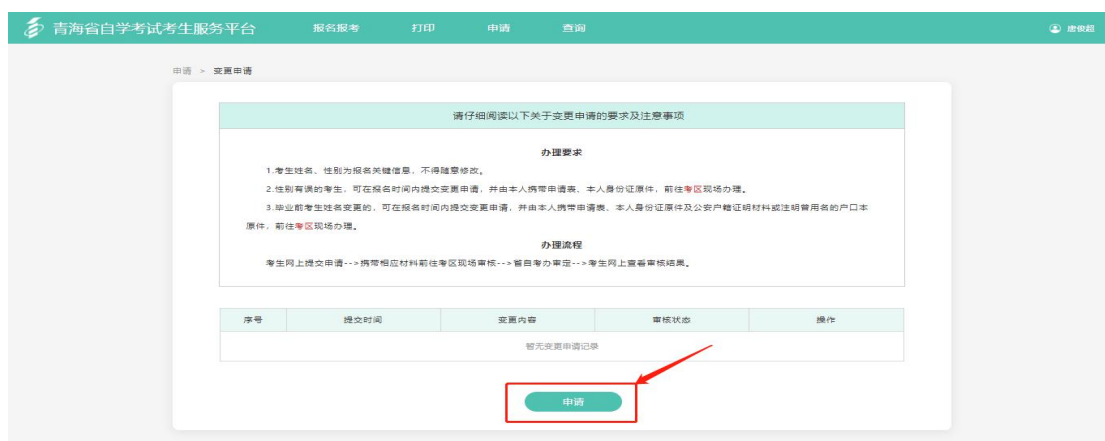 青海省自学考试考生服务平台 报名报考 打印 申请 查询 唐俊超
申请 > 变更申请
请仔细阅读以下关于变更申请的要求及注意事项
办理要求
1.考生姓名、性别为报名关键信息，不得随意修改。
2.性别有误的考生，可在报名时间内提交变更申请，并由本人携带申请表、本人身份证原件，前往考区现场办理。
3.毕业前考生姓名变更的，可在报名时间内提交变更申请，并由本人携带申请表、本人身份证原件及公安户籍证明材料或注明曾用名的户口本
原件，前往考区现场办理。
办理流程
考生网上提交申请-->携带相应材料前往考区现场审核-->省自考办审定-->考生网上查看审核结果。
序号 提交时间 变更内容 审核状态 操作
暂无变更申请记录
申请